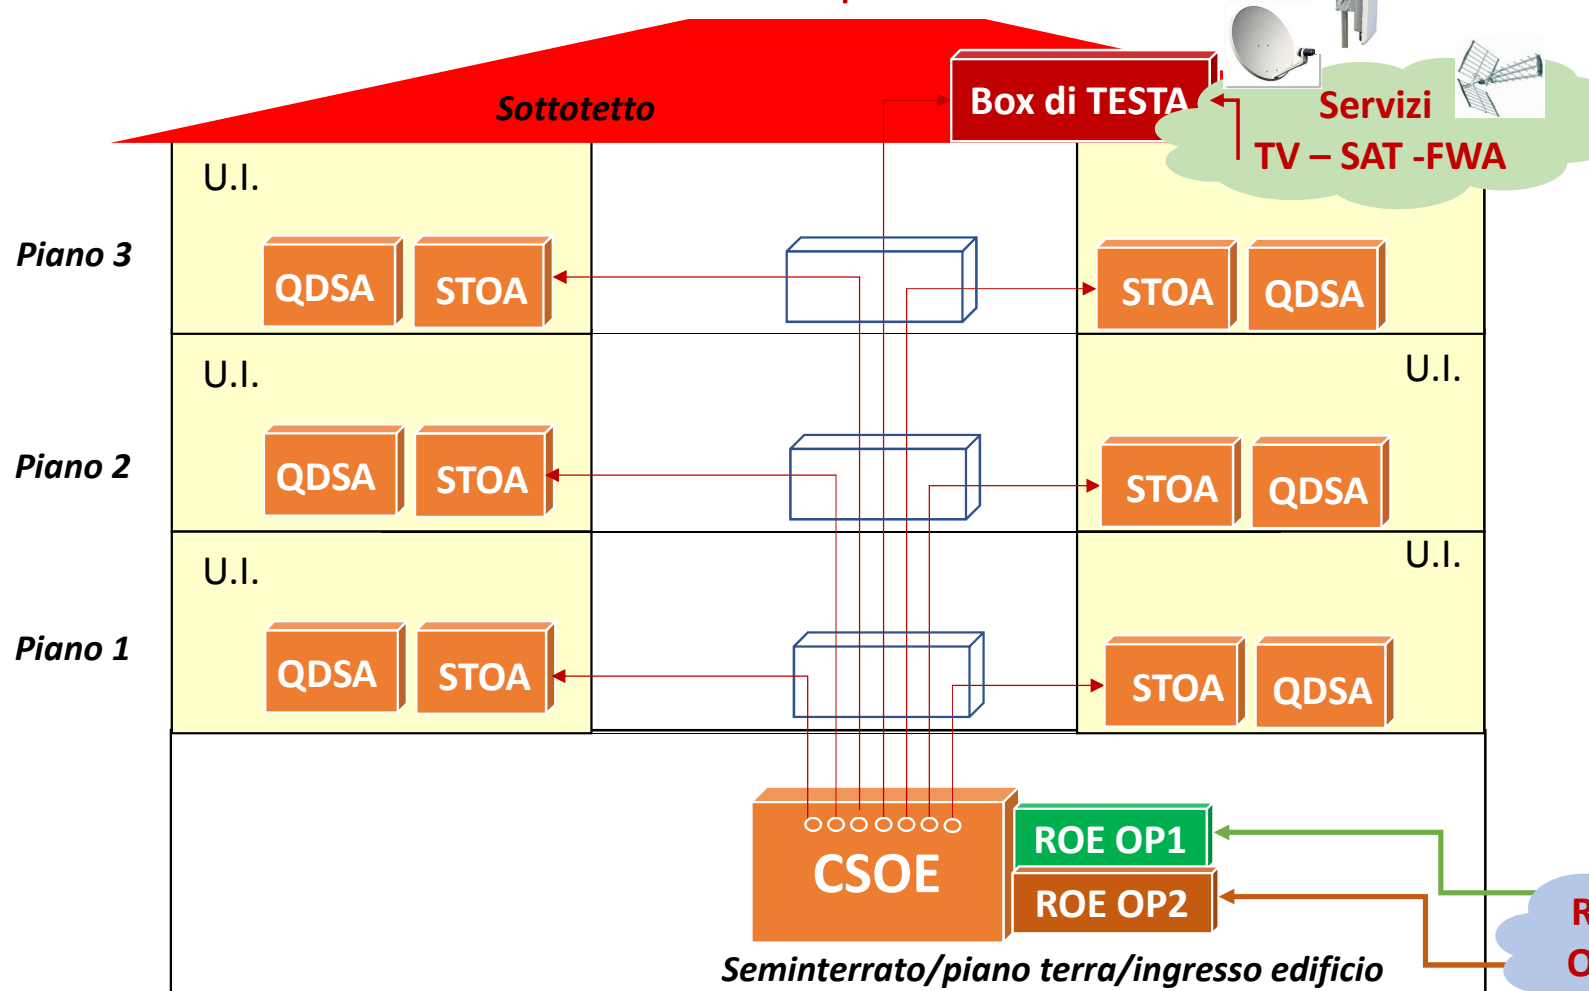 Sottotetto
Box di TESTA
Servizi
TV – SAT -FWA
U.I.
Piano 3
QDSA
STOA
STOA
QDSA
U.I.
U.I.
Piano 2
QDSA
STOA
STOA
QDSA
U.I.
U.I.
Piano 1
QDSA
STOA
STOA
QDSA
CSOE
ROE OP1
ROE OP2
R
O
Seminterrato/piano terra/ingresso edificio